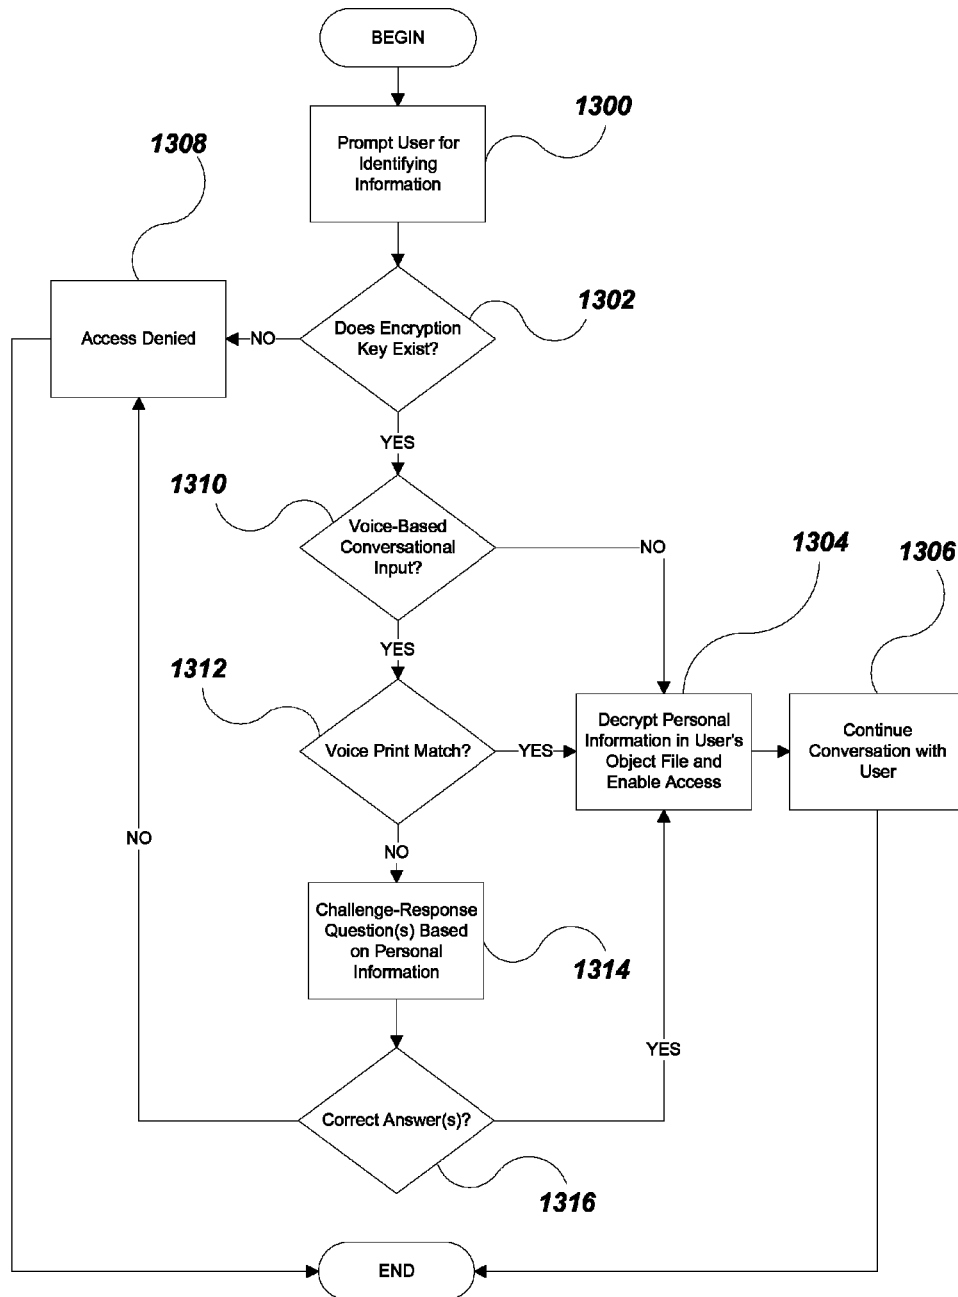 BEGIN
1300
Prompt User for
Identifying
Information
1308
1302
Does Encryption
Key Exist?
NO
Access Denied
YES
1310
Voice-Based
Conversational
Input?
NO
1304
1306
YES
1312
Voice Print Match?
YES
Decrypt Personal
Information in User's
Object File and
Enable Access
Continue
Conversation with
User
NO
NO
Challenge-Response
Question(s) Based
on Personal
Information
1314
YES
Correct Answer(s)?
1316
END